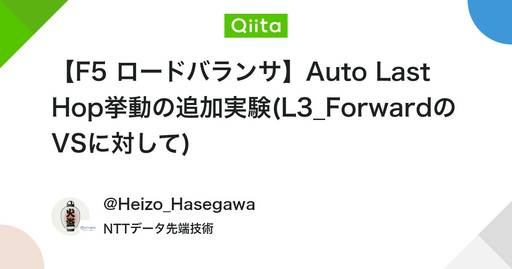 Qiita
【F5 ロードバランサ】Auto Last
Hop挙動の追加実験(L3_Forwardの
VSに対して)
@Heizo_Hasegawa
NTTデータ先端技術